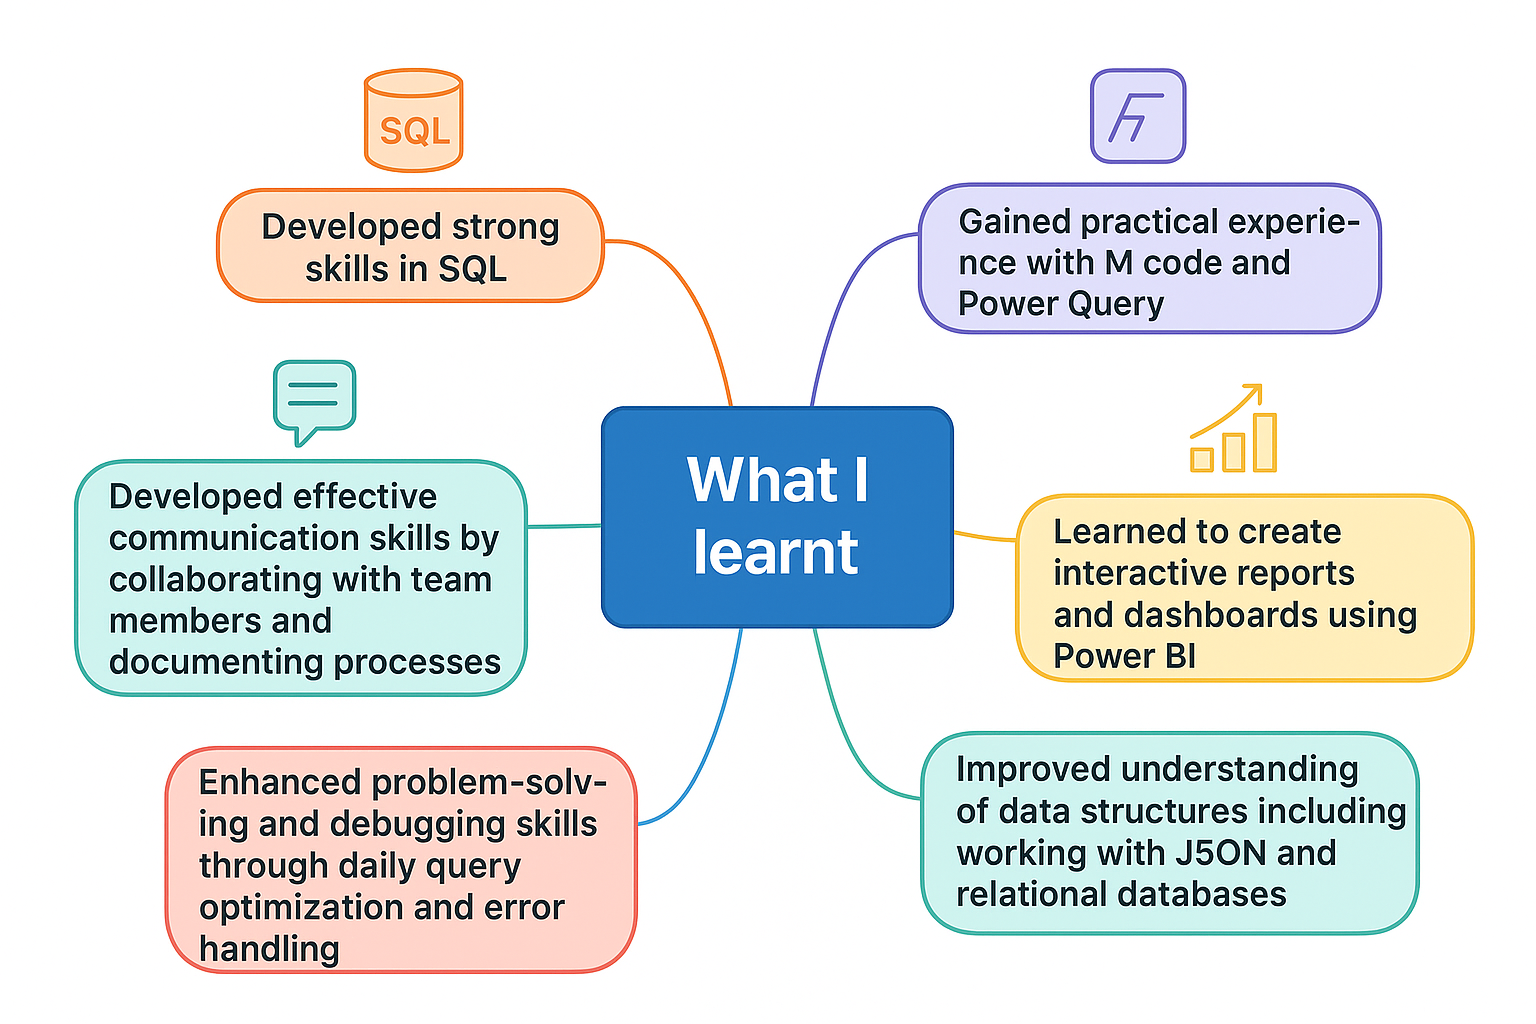 SQL
Developed strong
skills in SQL
Gained practical experie-
nce with M code and
Power Query
What I
learnt
Developed effective
communication skills by
collaborating with team
members and
documenting processes
Learned to create
interactive reports
and dashboards using
Power BI
Enhanced problem-solv-
ing and debugging skills
through daily query
optimization and error
handling
Improved understanding
of data structures including
working with J5ON and
relational databases